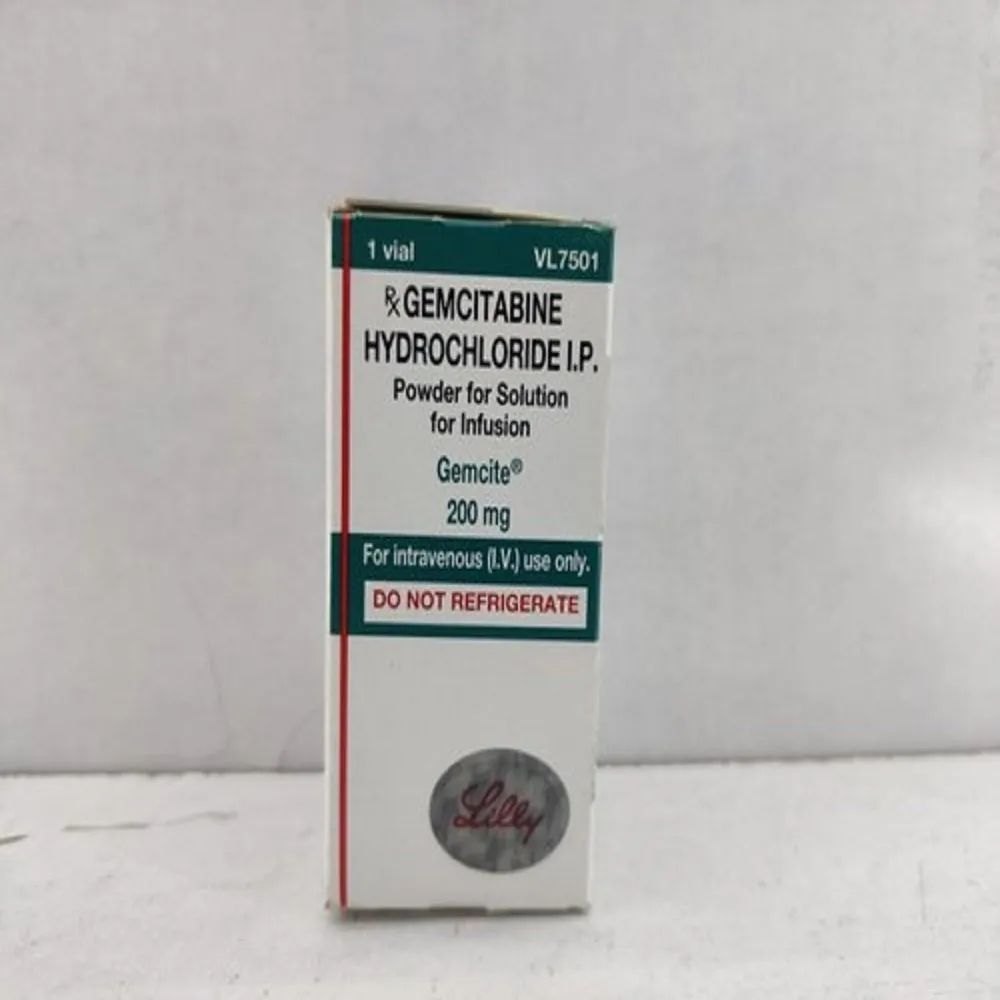 1 vial VL7501
℞ GEMCITABINE
HYDROCHLORIDE I.P.
Powder for Solution
for Infusion
Gemcite®
200 mg
For intravenous (I.V.) use only.
DO NOT REFRIGERATE
Lilly